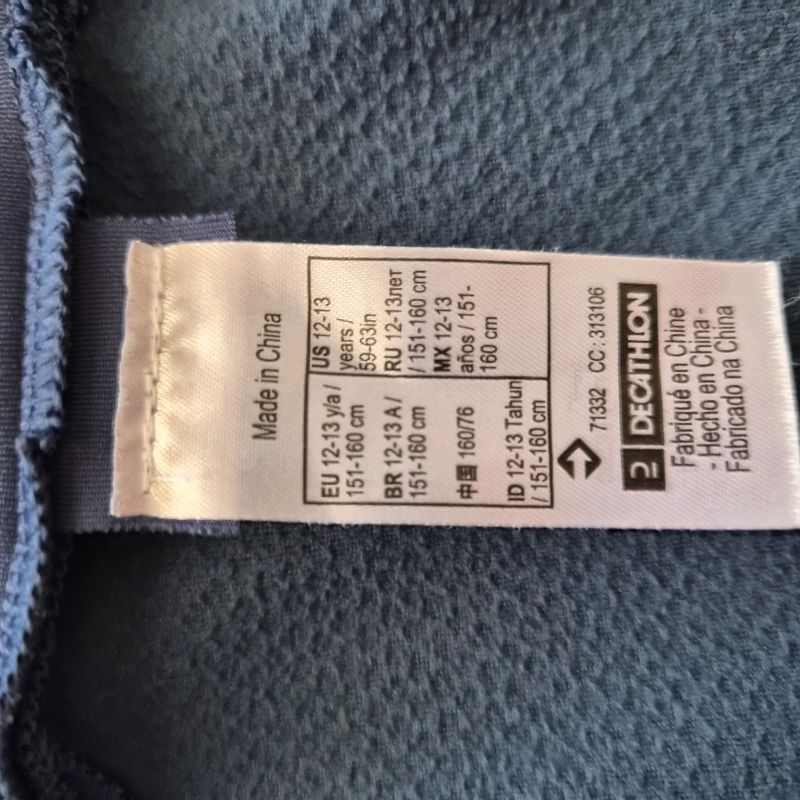 Made in China
EU 12-13 y/a /
151-160 cm
BR 12-13 A /
151-160 cm
中国 160/76
ID 12-13 Tahun
/ 151-160 cm
US 12-13
years /
59-63in
RU 12-13лет
/ 151-160 cm
MX 12-13
años / 151-
160 cm
71332 CC : 313106
DECATHLON
Fabriqué en Chine
- Hecho en China -
Fabricado na China